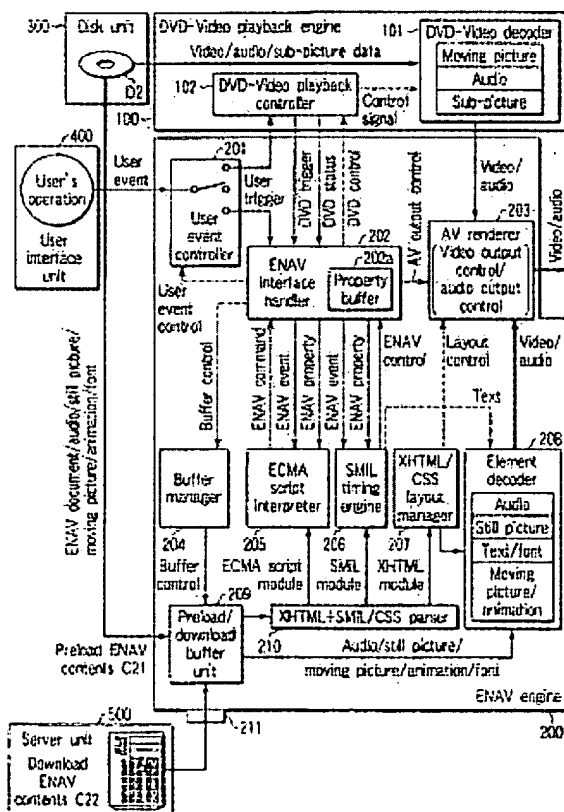 300
Disk unit
D2
DVD-Video playback engine
Video/audio/sub-picture data
101
DVD-Video decoder
Moving picture
Audio
Sub-picture
102
DVD-Video playback
controller
Control
signal
100
400
User's
operation
User interface
unit
User
event
201
User event
controller
User
trigger
DVD trigger
DVD status
DVD control
Video/
audio
202
202a
ENAV
interface
handler
Property
buffer
AV output control
203
AV renderer
Video output
control/
audio output
control
Video/audio
User event
control
Buffer control
ENAV command
ENAV event
ENAV property
ENAV event
ENAV property
ENAV
control
Layout
control
Video/
audio
Text
ENAV document/audio/still picture/
moving picture/animation/font
Buffer
manager
204
ECMA
script
interpreter
205
SMIL
timing
engine
206
XHTML/
CSS
layout
manager
207
208
Element
decoder
Audio
Still picture
Text/font
Moving
picture/
animation
Buffer
control
ECMA script
module
SMIL
module
XHTML
module
209
Preload/
download
buffer
unit
XHTML+SMIL/CSS parser
210
Audio/still picture/
moving picture/animation/font
Preload ENAV
contents C21
ENAV engine
200
211
500
Server unit
Download
ENAV
contents C22